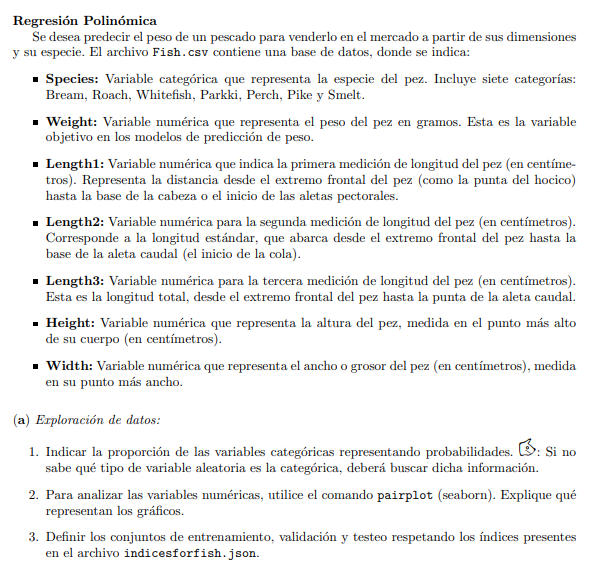 Regresión Polinómica
Se desea predecir el peso de un pescado para venderlo en el mercado a partir de sus dimensiones
y su especie. El archivo Fish.csv contiene una base de datos, donde se indica:
▪ Species: Variable categórica que representa la especie del pez. Incluye siete categorías:
Bream, Roach, Whitefish, Parkki, Perch, Pike y Smelt.
▪ Weight: Variable numérica que representa el peso del pez en gramos. Esta es la variable
objetivo en los modelos de predicción de peso.
▪ Length1: Variable numérica que indica la primera medición de longitud del pez (en centíme-
tros). Representa la distancia desde el extremo frontal del pez (como la punta del hocico)
hasta la base de la cabeza o el inicio de las aletas pectorales.
▪ Length2: Variable numérica para la segunda medición de longitud del pez (en centímetros).
Corresponde a la longitud estándar, que abarca desde el extremo frontal del pez hasta la
base de la aleta caudal (el inicio de la cola).
▪ Length3: Variable numérica para la tercera medición de longitud del pez (en centímetros).
Esta es la longitud total, desde el extremo frontal del pez hasta la punta de la aleta caudal.
▪ Height: Variable numérica que representa la altura del pez, medida en el punto más alto
de su cuerpo (en centímetros).
▪ Width: Variable numérica que representa el ancho o grosor del pez (en centímetros), medida
en su punto más ancho.
(a) Exploración de datos:
1. Indicar la proporción de las variables categóricas representando probabilidades. : Si no
sabe qué tipo de variable aleatoria es la categórica, deberá buscar dicha información.
2. Para analizar las variables numéricas, utilice el comando pairplot (seaborn). Explique qué
representan los gráficos.
3. Definir los conjuntos de entrenamiento, validación y testeo respetando los índices presentes
en el archivo indicesforfish.json.